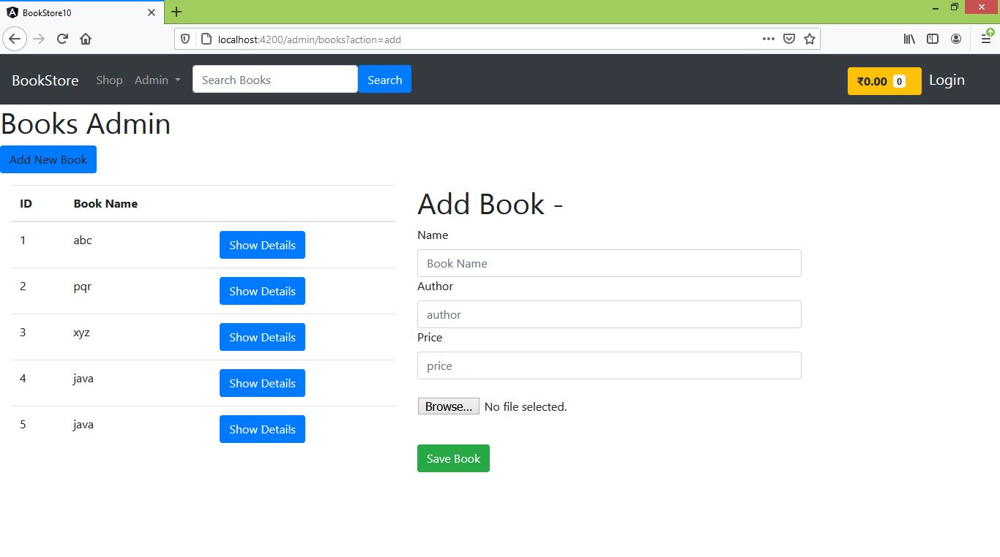 BookStore10
localhost:4200/admin/books?action=add
BookStore Shop Admin Search Books Search ₹0.00 0 Login
Books Admin
Add New Book
ID Book Name
1 abc Show Details
2 pqr Show Details
3 xyz Show Details
4 java Show Details
5 java Show Details
Add Book -
Name
Book Name
Author
author
Price
price
Browse... No file selected.
Save Book